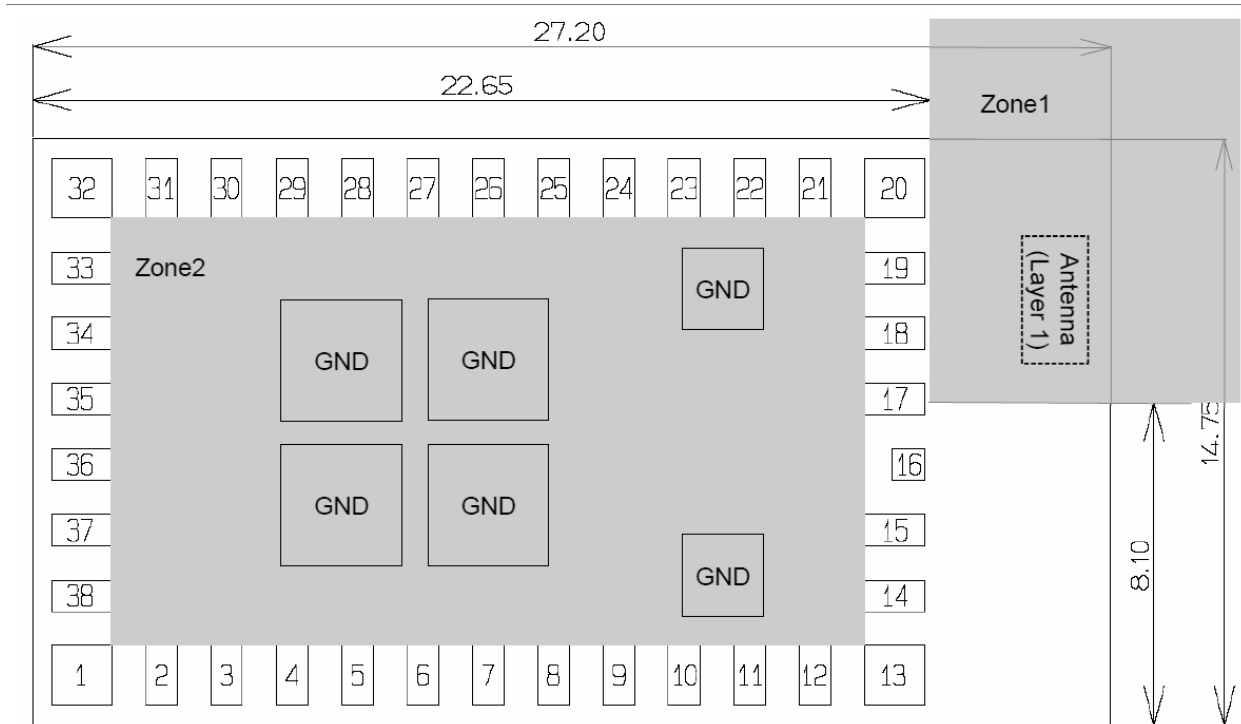 27.20
22.65
Zone1
32 31 30 29 28 27 26 25 24 23 22 21 20
33 Zone2 19
GND
Antenna
(Layer 1)
34 GND GND 18
35 17
14.75
36 16
GND GND
37 15
8.10
GND
38 14
1 2 3 4 5 6 7 8 9 10 11 12 13